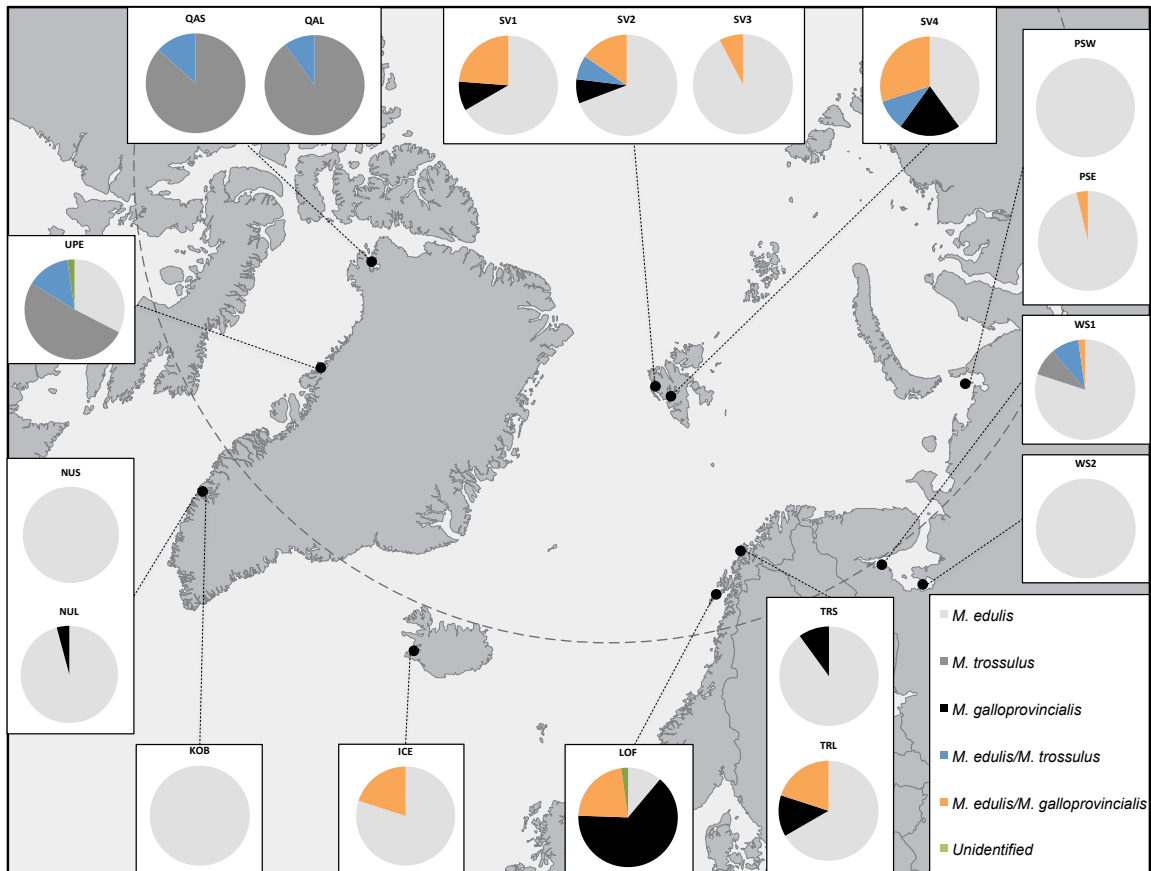 QAS
QAL
SV1
SV2
SV3
SV4
PSW
PSE
UPE
WS1
WS2
NUS
NUL
KOB
ICE
LOF
TRS
TRL
M. edulis
M. trossulus
M. galloprovincialis
M. edulis/M. trossulus
M. edulis/M. galloprovincialis
Unidentified